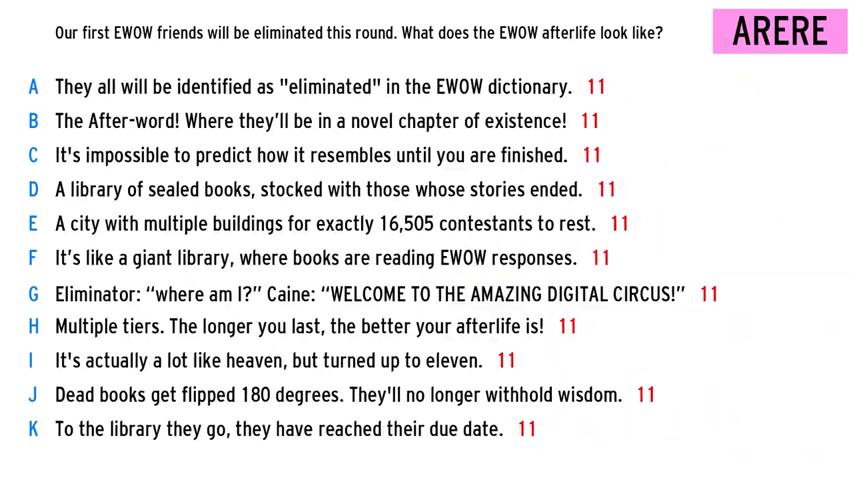 Our first EWOW friends will be eliminated this round. What does the EWOW afterlife look like?
ARERE
A They all will be identified as "eliminated" in the EWOW dictionary. 11
B The After-word! Where they’ll be in a novel chapter of existence! 11
C It's impossible to predict how it resembles until you are finished. 11
D A library of sealed books, stocked with those whose stories ended. 11
E A city with multiple buildings for exactly 16,505 contestants to rest. 11
F It’s like a giant library, where books are reading EWOW responses. 11
G Eliminator: “where am I?” Caine: “WELCOME TO THE AMAZING DIGITAL CIRCUS!” 11
H Multiple tiers. The longer you last, the better your afterlife is! 11
I It's actually a lot like heaven, but turned up to eleven. 11
J Dead books get flipped 180 degrees. They'll no longer withhold wisdom. 11
K To the library they go, they have reached their due date. 11